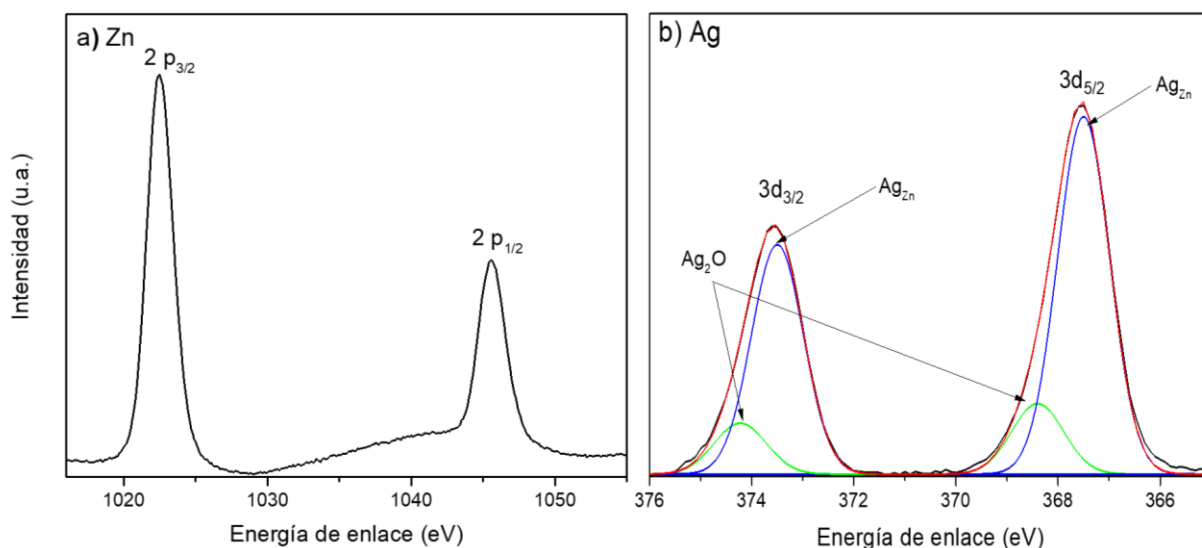 a) Zn
2 p3/2
2 p1/2
Intensidad (u.a.)
1020 1030 1040 1050
Energía de enlace (eV)
b) Ag
3d5/2
AgZn
3d3/2
AgZn
Ag2O
376 374 372 370 368 366
Energía de enlace (eV)